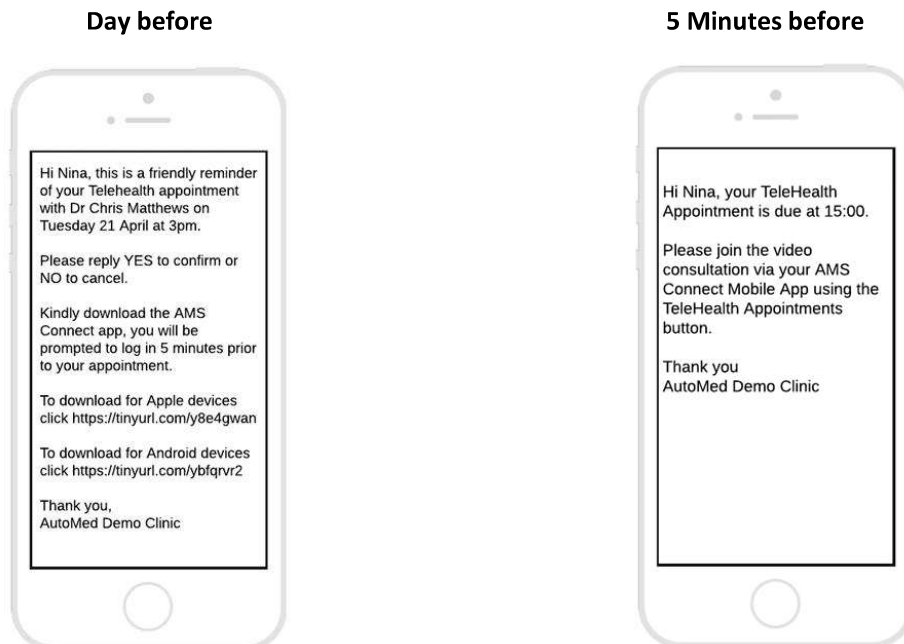 Day before
Hi Nina, this is a friendly reminder
of your Telehealth appointment
with Dr Chris Matthews on
Tuesday 21 April at 3pm.
Please reply YES to confirm or
NO to cancel.
Kindly download the AMS
Connect app, you will be
prompted to log in 5 minutes prior
to your appointment.
To download for Apple devices
click https://tinyurl.com/y8e4gwan
To download for Android devices
click https://tinyurl.com/ybfqrvr2
Thank you,
AutoMed Demo Clinic
5 Minutes before
Hi Nina, your TeleHealth
Appointment is due at 15:00.
Please join the video
consultation via your AMS
Connect Mobile App using the
TeleHealth Appointments
button.
Thank you
AutoMed Demo Clinic